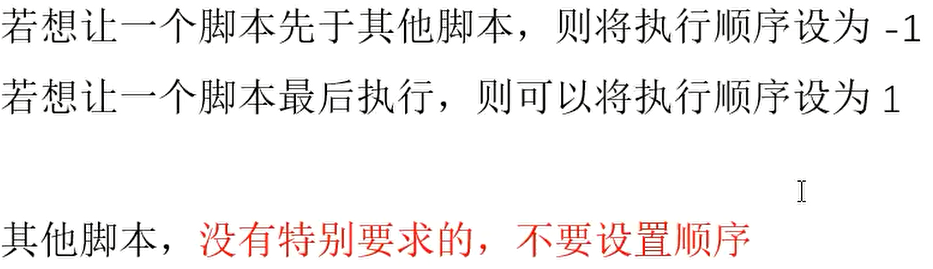 若想让一个脚本先于其他脚本，则将执行顺序设为 -1
若想让一个脚本最后执行，则可以将执行顺序设为 1
其他脚本，没有特别要求的，不要设置顺序